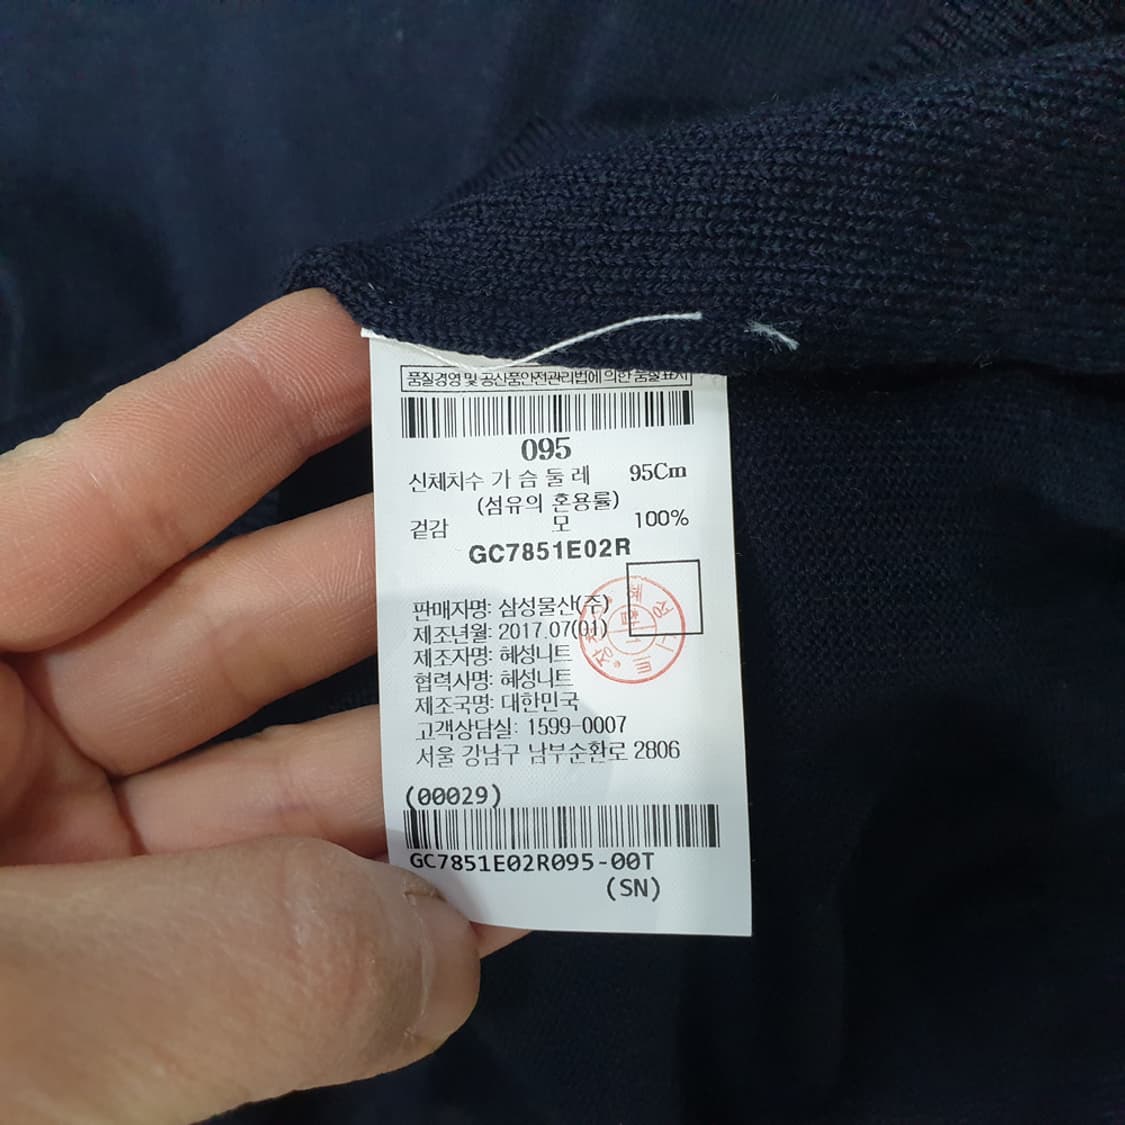 품질경영 및 공산품안전관리법에 의한 품질표시
095
신체치수 가 슴 둘 레 95Cm
(섬유의 혼용률)
겉감 모 100%
GC7851E02R
판매자명: 삼성물산(주)
제조년월: 2017.07(01)
제조자명: 혜성니트
협력사명: 혜성니트
제조국명: 대한민국
고객상담실: 1599-0007
서울 강남구 남부순환로 2806
(00029)
GC7851E02R095-00T
(SN)